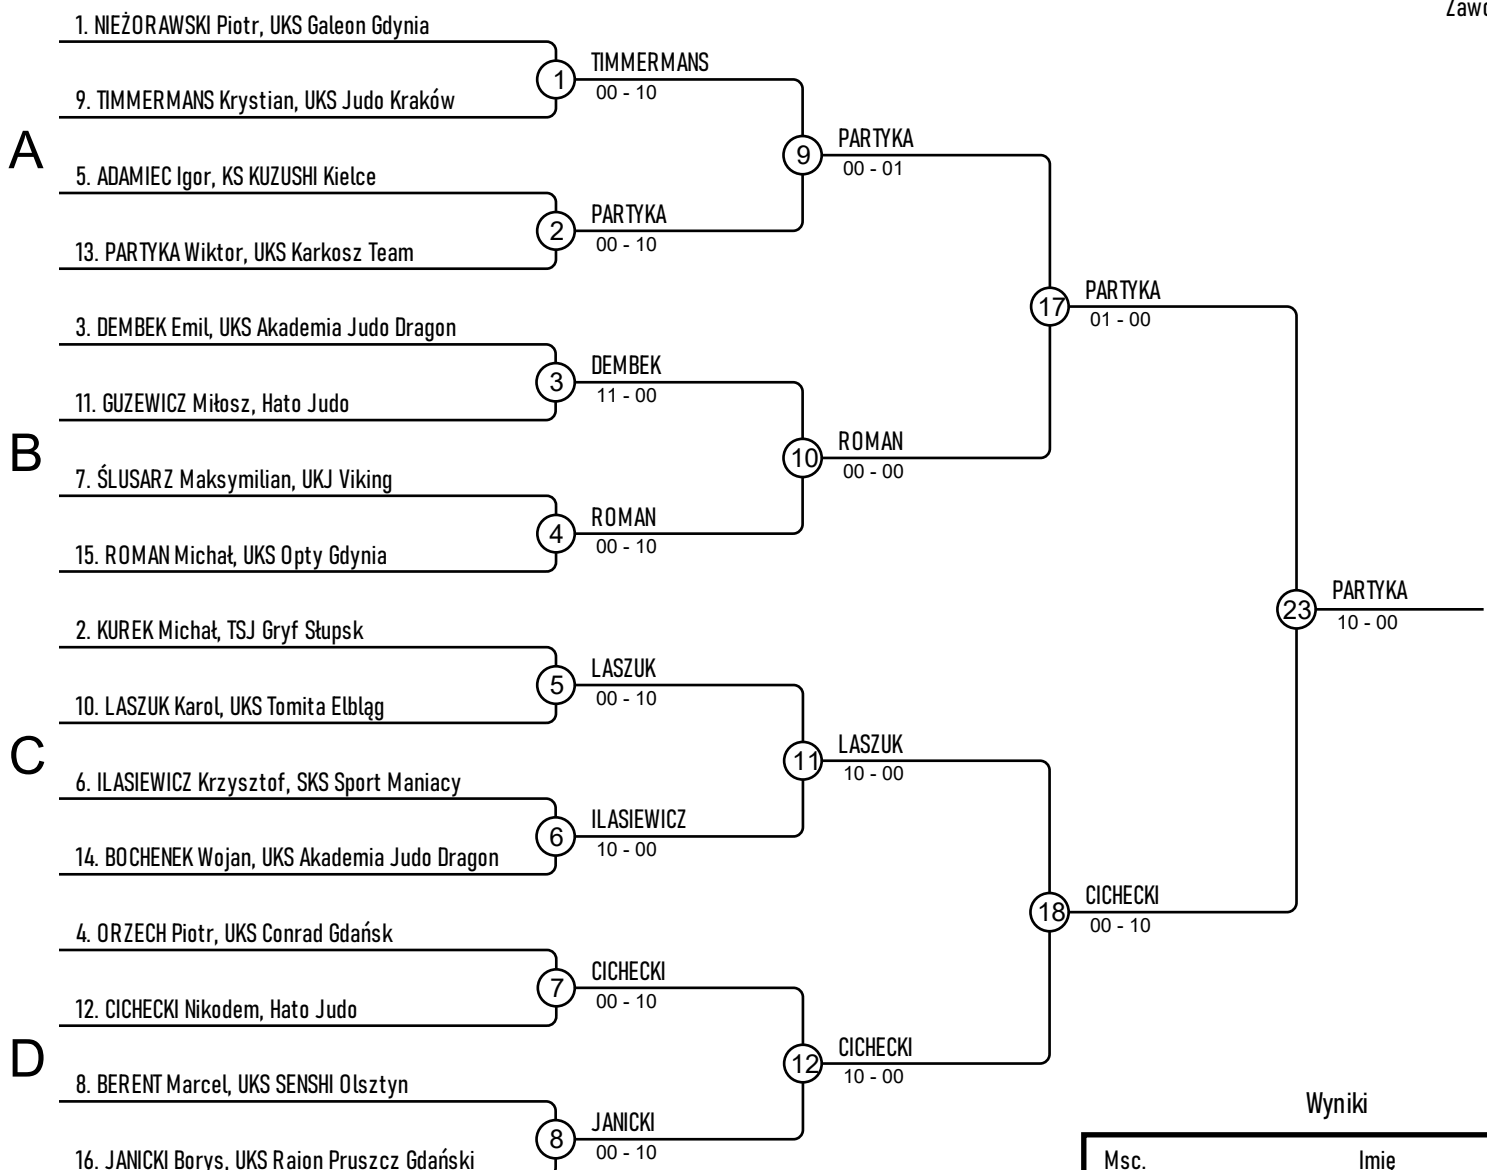 Zawo
1. NIEŻORAWSKI Piotr, UKS Galeon Gdynia
9. TIMMERMANS Krystian, UKS Judo Kraków
1
TIMMERMANS
00 - 10
A
5. ADAMIEC Igor, KS KUZUSHI Kielce
13. PARTYKA Wiktor, UKS Karkosz Team
2
PARTYKA
00 - 10
9
PARTYKA
00 - 01
3. DEMBEK Emil, UKS Akademia Judo Dragon
11. GUZEWICZ Miłosz, Hato Judo
3
DEMBEK
11 - 00
B
7. ŚLUSARZ Maksymilian, UKJ Viking
15. ROMAN Michał, UKS Opty Gdynia
4
ROMAN
00 - 10
10
ROMAN
00 - 00
17
PARTYKA
01 - 00
2. KUREK Michał, TSJ Gryf Słupsk
10. LASZUK Karol, UKS Tomita Elbląg
5
LASZUK
00 - 10
C
6. ILASIEWICZ Krzysztof, SKS Sport Maniacy
14. BOCHENEK Wojan, UKS Akademia Judo Dragon
6
ILASIEWICZ
10 - 00
11
LASZUK
10 - 00
4. ORZECH Piotr, UKS Conrad Gdańsk
12. CICHECKI Nikodem, Hato Judo
7
CICHECKI
00 - 10
D
8. BERENT Marcel, UKS SENSHI Olsztyn
16. JANICKI Borys, UKS Rajon Pruszcz Gdański
8
JANICKI
00 - 10
12
CICHECKI
10 - 00
18
CICHECKI
00 - 10
23
PARTYKA
10 - 00
Wyniki
Msc. Imię